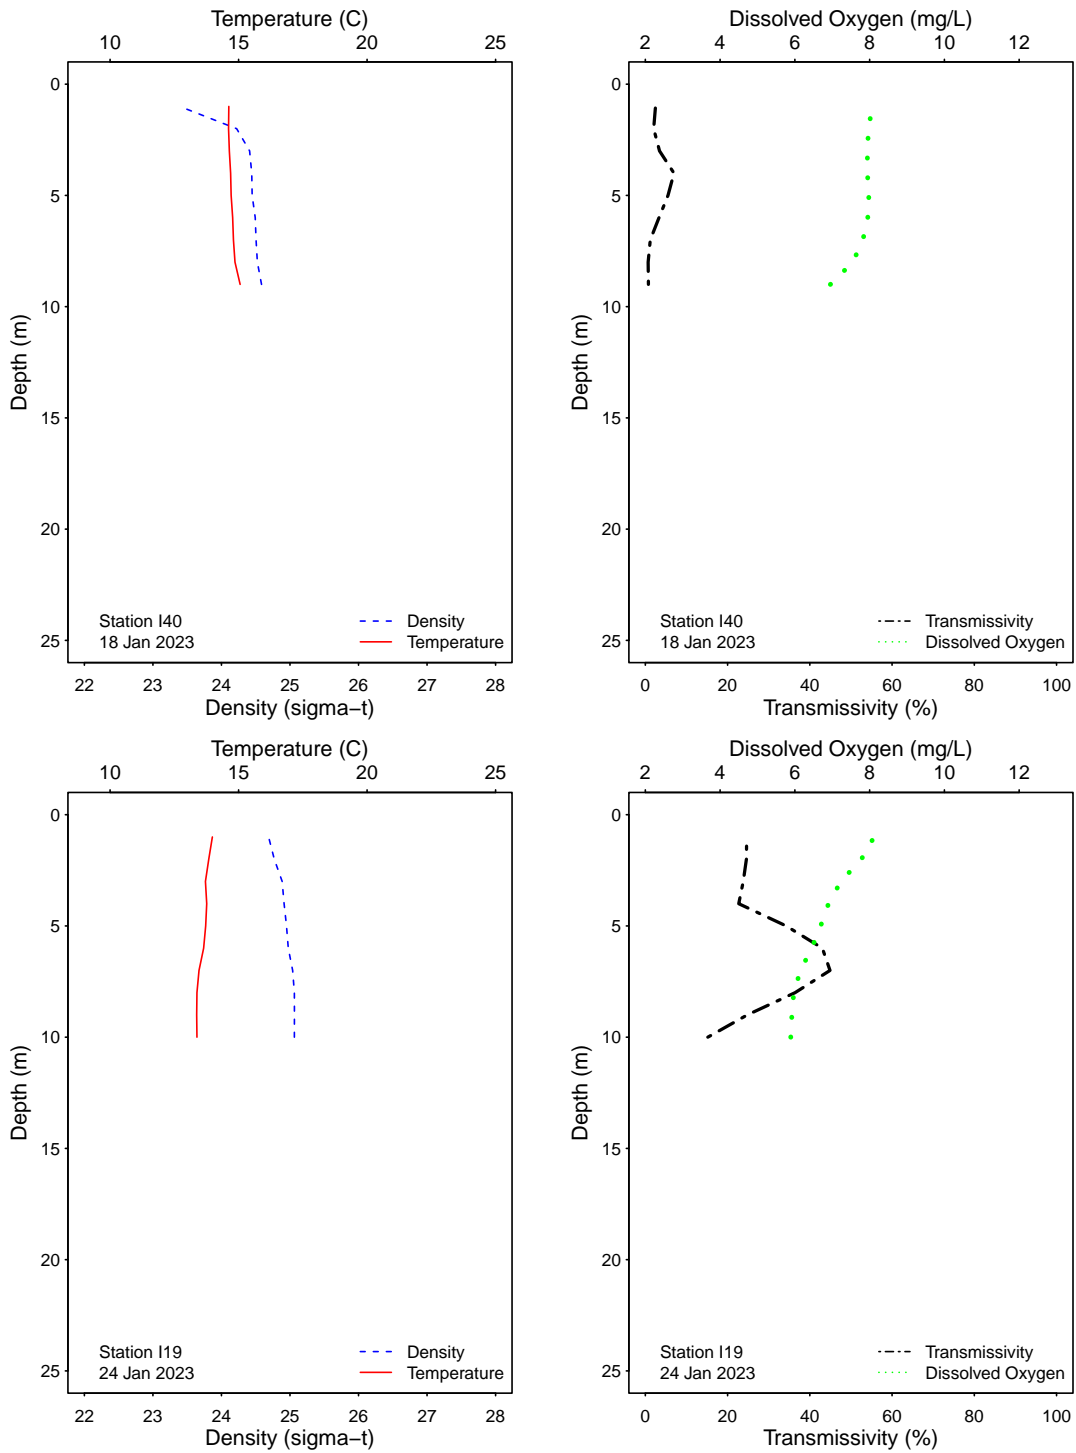 Temperature (C)
10 15 20 25
0
5
10
15
20
25
Depth (m)
Station I40
18 Jan 2023
Density
Temperature
22 23 24 25 26 27 28
Density (sigma−t)
Dissolved Oxygen (mg/L)
2 4 6 8 10 12
0
5
10
15
20
25
Depth (m)
Station I40
18 Jan 2023
Transmissivity
Dissolved Oxygen
0 20 40 60 80 100
Transmissivity (%)
Temperature (C)
10 15 20 25
0
5
10
15
20
25
Depth (m)
Station I19
24 Jan 2023
Density
Temperature
22 23 24 25 26 27 28
Density (sigma−t)
Dissolved Oxygen (mg/L)
2 4 6 8 10 12
0
5
10
15
20
25
Depth (m)
Station I19
24 Jan 2023
Transmissivity
Dissolved Oxygen
0 20 40 60 80 100
Transmissivity (%)